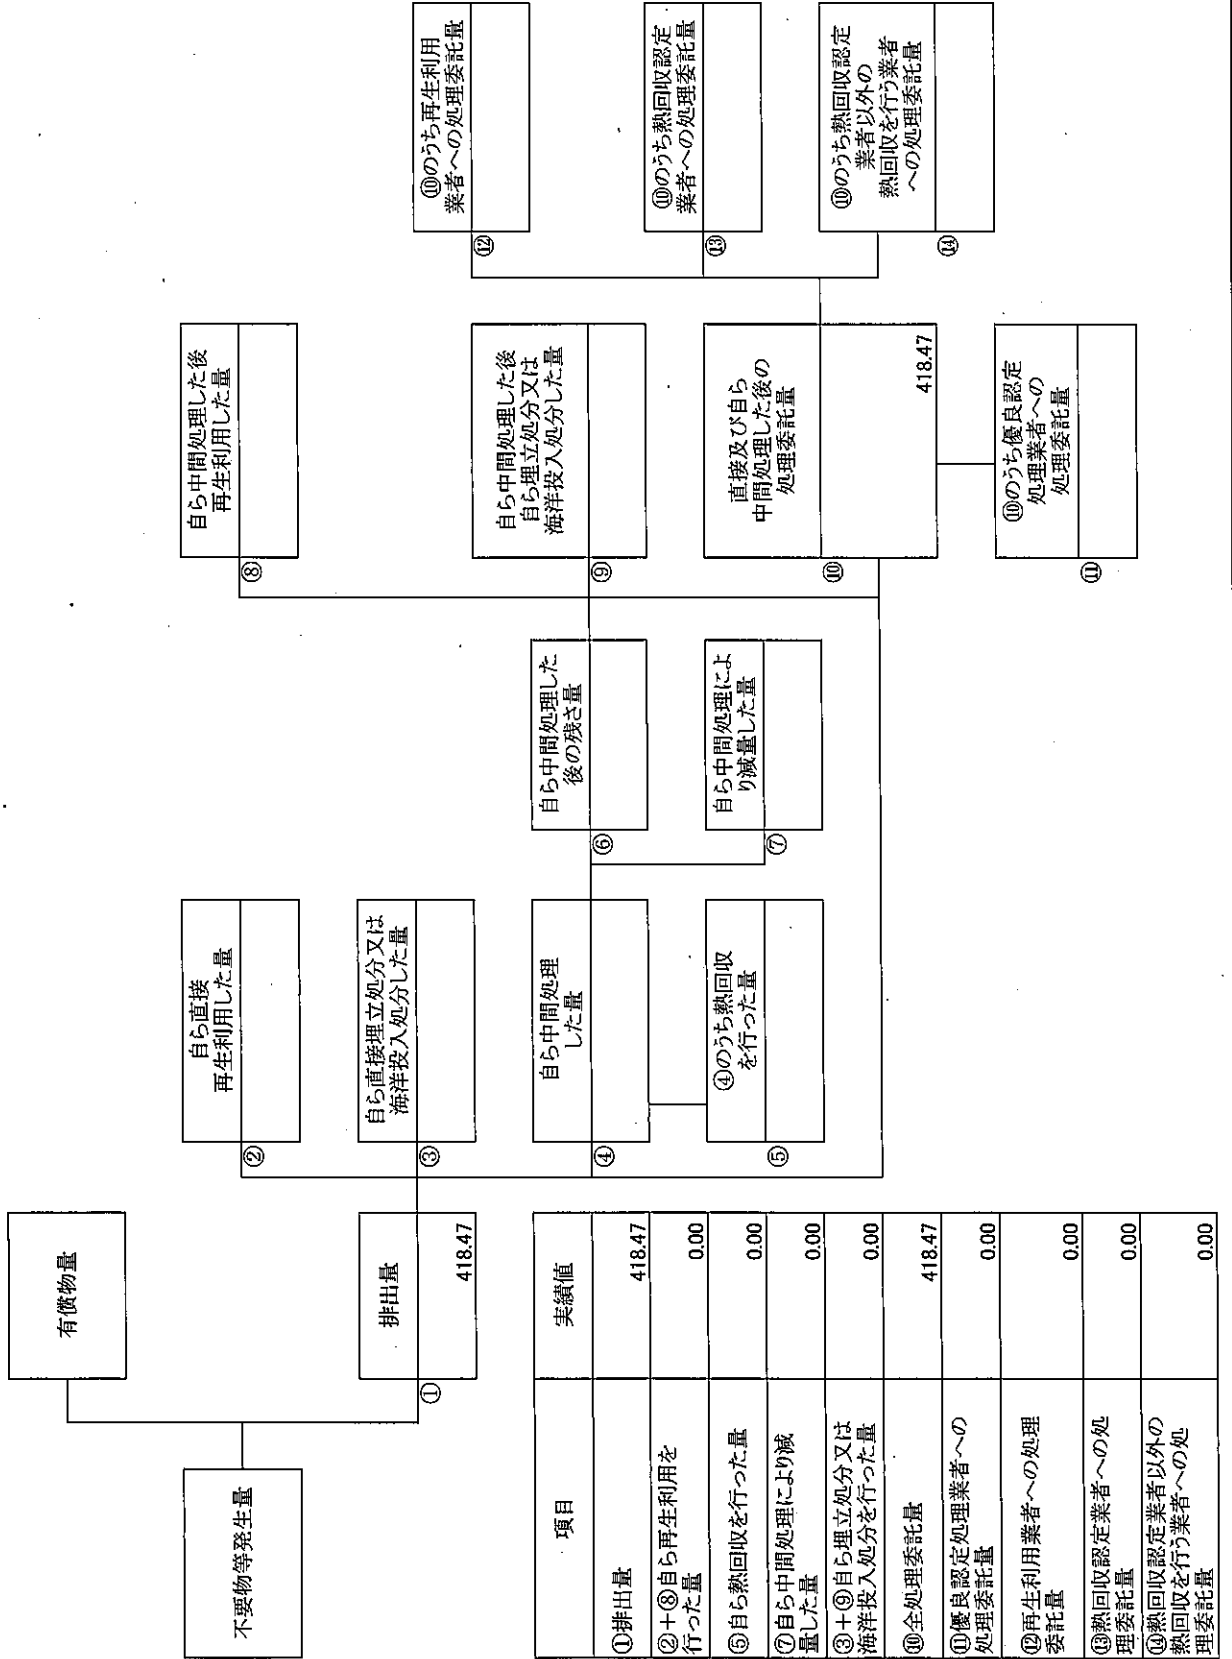 不要物等発生量
有償物量
①
排出量
418.47
②
自ら直接
再生利用した量
③
自ら直接埋立処分又は
海洋投入処分した量
④
自ら中間処理
した量
⑤
④のうち熱回収
を行った量
⑥
自ら中間処理した
後の残さ量
⑦
自ら中間処理によ
り減量した量
⑧
自ら中間処理した後
再生利用した量
⑨
自ら中間処理した後
自ら埋立処分又は
海洋投入処分した量
⑩
直接及び自ら
中間処理した後の
処理委託量
418.47
⑪
⑩のうち優良認定
処理業者への
処理委託量
⑫
⑩のうち再生利用
業者への処理委託量
⑬
⑩のうち熱回収認定
業者への処理委託量
⑭
⑩のうち熱回収認定
業者以外の
熱回収を行う業者
への処理委託量
項目 実績値
①排出量 418.47
②+⑧自ら再生利用を
行った量 0.00
⑤自ら熱回収を行った量 0.00
⑦自ら中間処理により減
量した量 0.00
③+⑨自ら埋立処分又は
海洋投入処分を行った量 0.00
⑩全処理委託量 418.47
⑪優良認定処理業者への
処理委託量 0.00
⑫再生利用業者への処理
委託量 0.00
⑬熱回収認定業者への処
理委託量 0.00
⑭熱回収認定業者以外の
熱回収を行う業者への処
理委託量 0.00